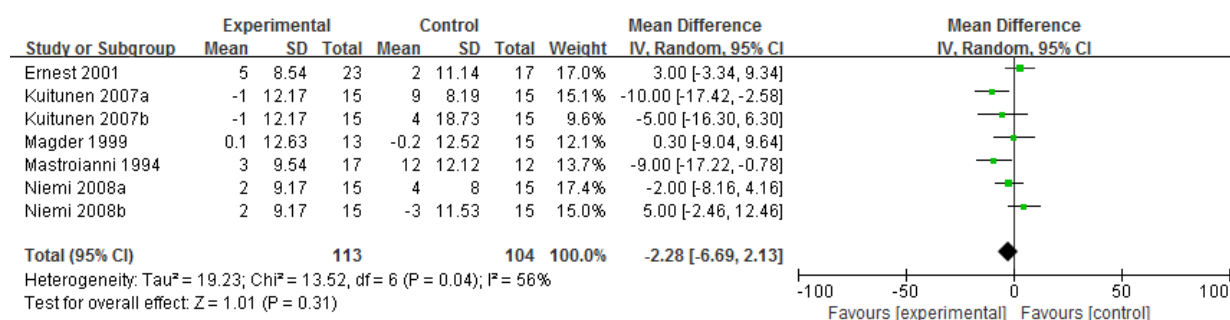 Experimental Control Mean Difference Mean Difference
Study or Subgroup Mean SD Total Mean SD Total Weight IV, Random, 95% CI IV, Random, 95% CI
Ernest 2001 5 8.54 23 2 11.14 17 17.0% 3.00 [-3.34, 9.34]
Kuitunen 2007a -1 12.17 15 9 8.19 15 15.1% -10.00 [-17.42, -2.58]
Kuitunen 2007b -1 12.17 15 4 18.73 15 9.6% -5.00 [-16.30, 6.30]
Magder 1999 0.1 12.63 13 -0.2 12.52 15 12.1% 0.30 [-9.04, 9.64]
Mastroianni 1994 3 9.54 17 12 12.12 12 13.7% -9.00 [-17.22, -0.78]
Niemi 2008a 2 9.17 15 4 8 15 17.4% -2.00 [-8.16, 4.16]
Niemi 2008b 2 9.17 15 -3 11.53 15 15.0% 5.00 [-2.46, 12.46]
Total (95% CI) 113 104 100.0% -2.28 [-6.69, 2.13]
Heterogeneity: Tau² = 19.23; Chi² = 13.52, df = 6 (P = 0.04); I² = 56%
Test for overall effect: Z = 1.01 (P = 0.31)
-100 -50 0 50 100
Favours [experimental] Favours [control]